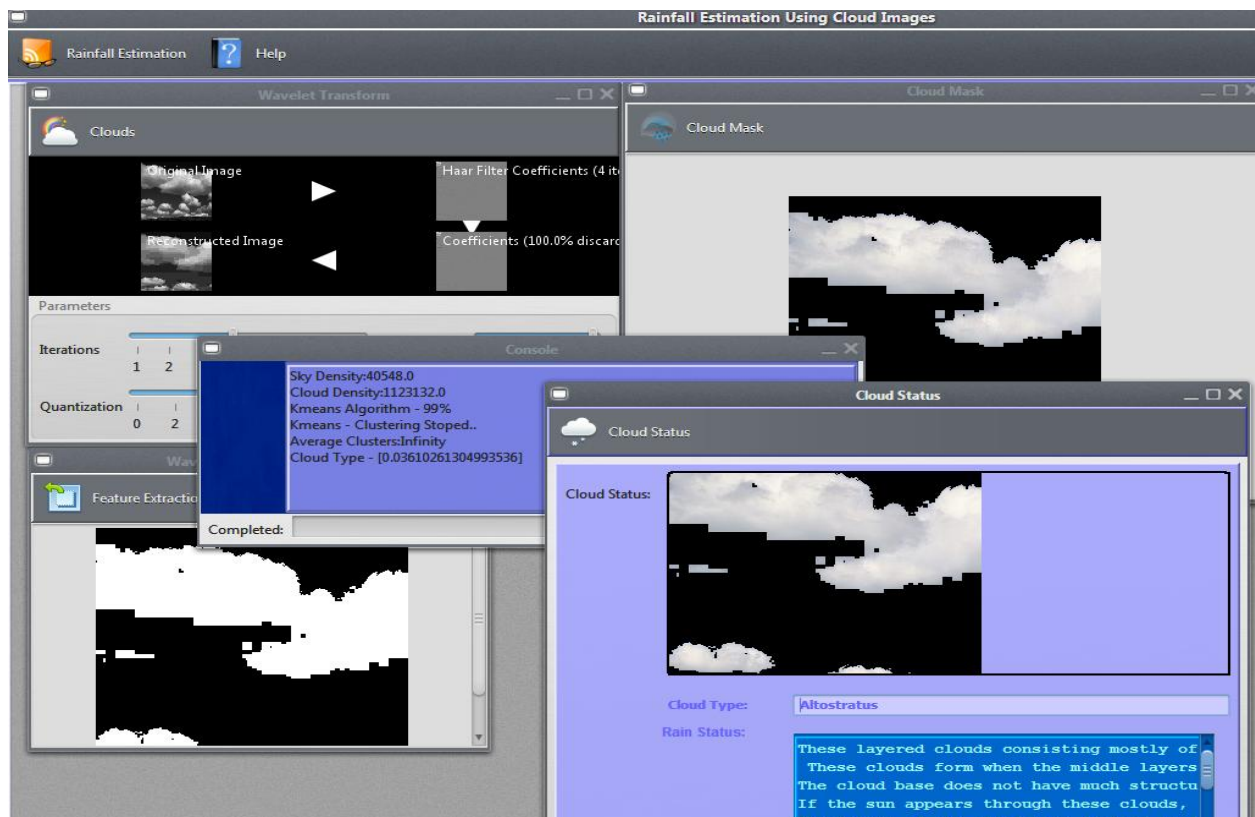 Rainfall Estimation Using Cloud Images
Rainfall Estimation
Help
Wavelet Transform
Clouds
Original Image
Haar Filter Coefficients (4
Reconstructed Image
Coefficients (100.0%
Parameters
Iterations
1 2
Quantization
0 2
Cloud Mask
Cloud Mask
Console
Sky Density:40548.0
Cloud Density:1123132.0
Kmeans Algorithm - 99%
Kmeans - Clustering Stoped..
Average Clusters:Infinity
Cloud Type - [0.03610261304993536]
Completed:
Feature
Cloud Status
Cloud Status
Cloud Status:
Cloud Type:
Altostratus
Rain Status:
These layered clouds consisting mostly of
These clouds form when the middle layers
The cloud base does not have much
If the sun appears through these clouds,